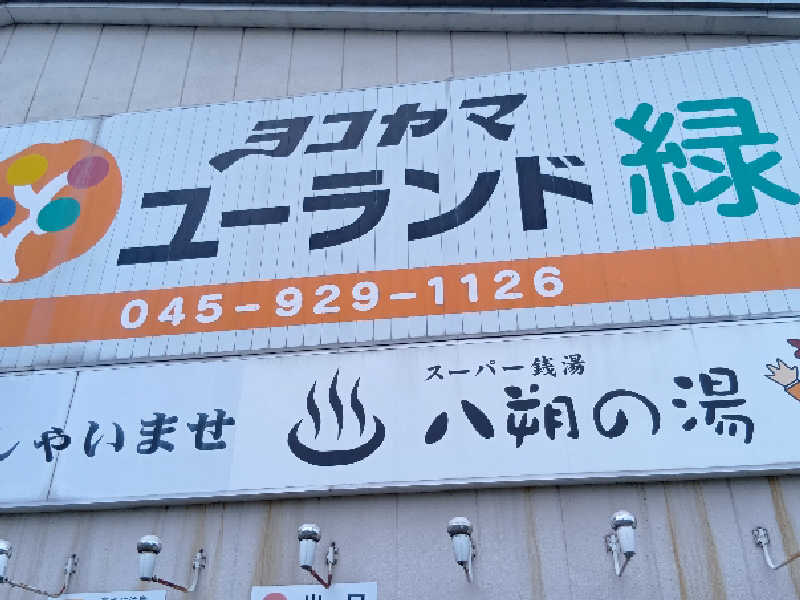 ヨコヤマ
ユーランド緑
045-929-1126
スーパー銭湯
しゃいませ
八朔の湯